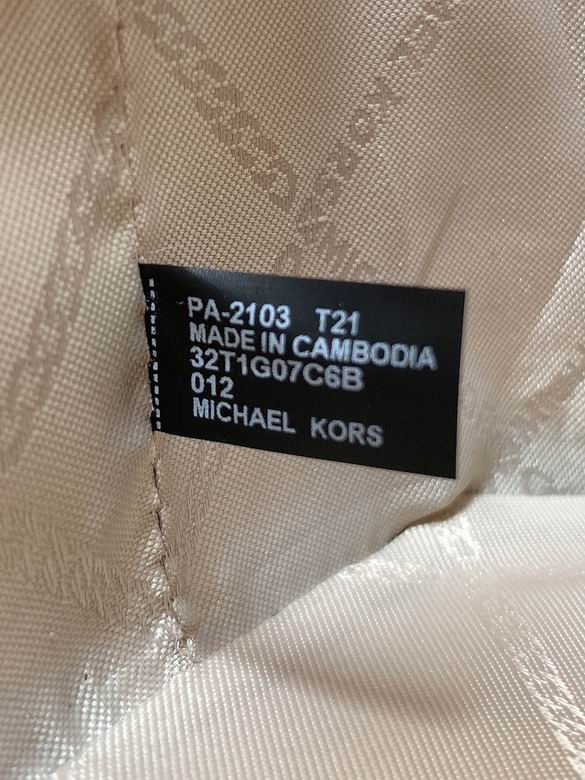 PA-2103 T21
MADE IN CAMBODIA
32T1G07C6B
012
MICHAEL KORS